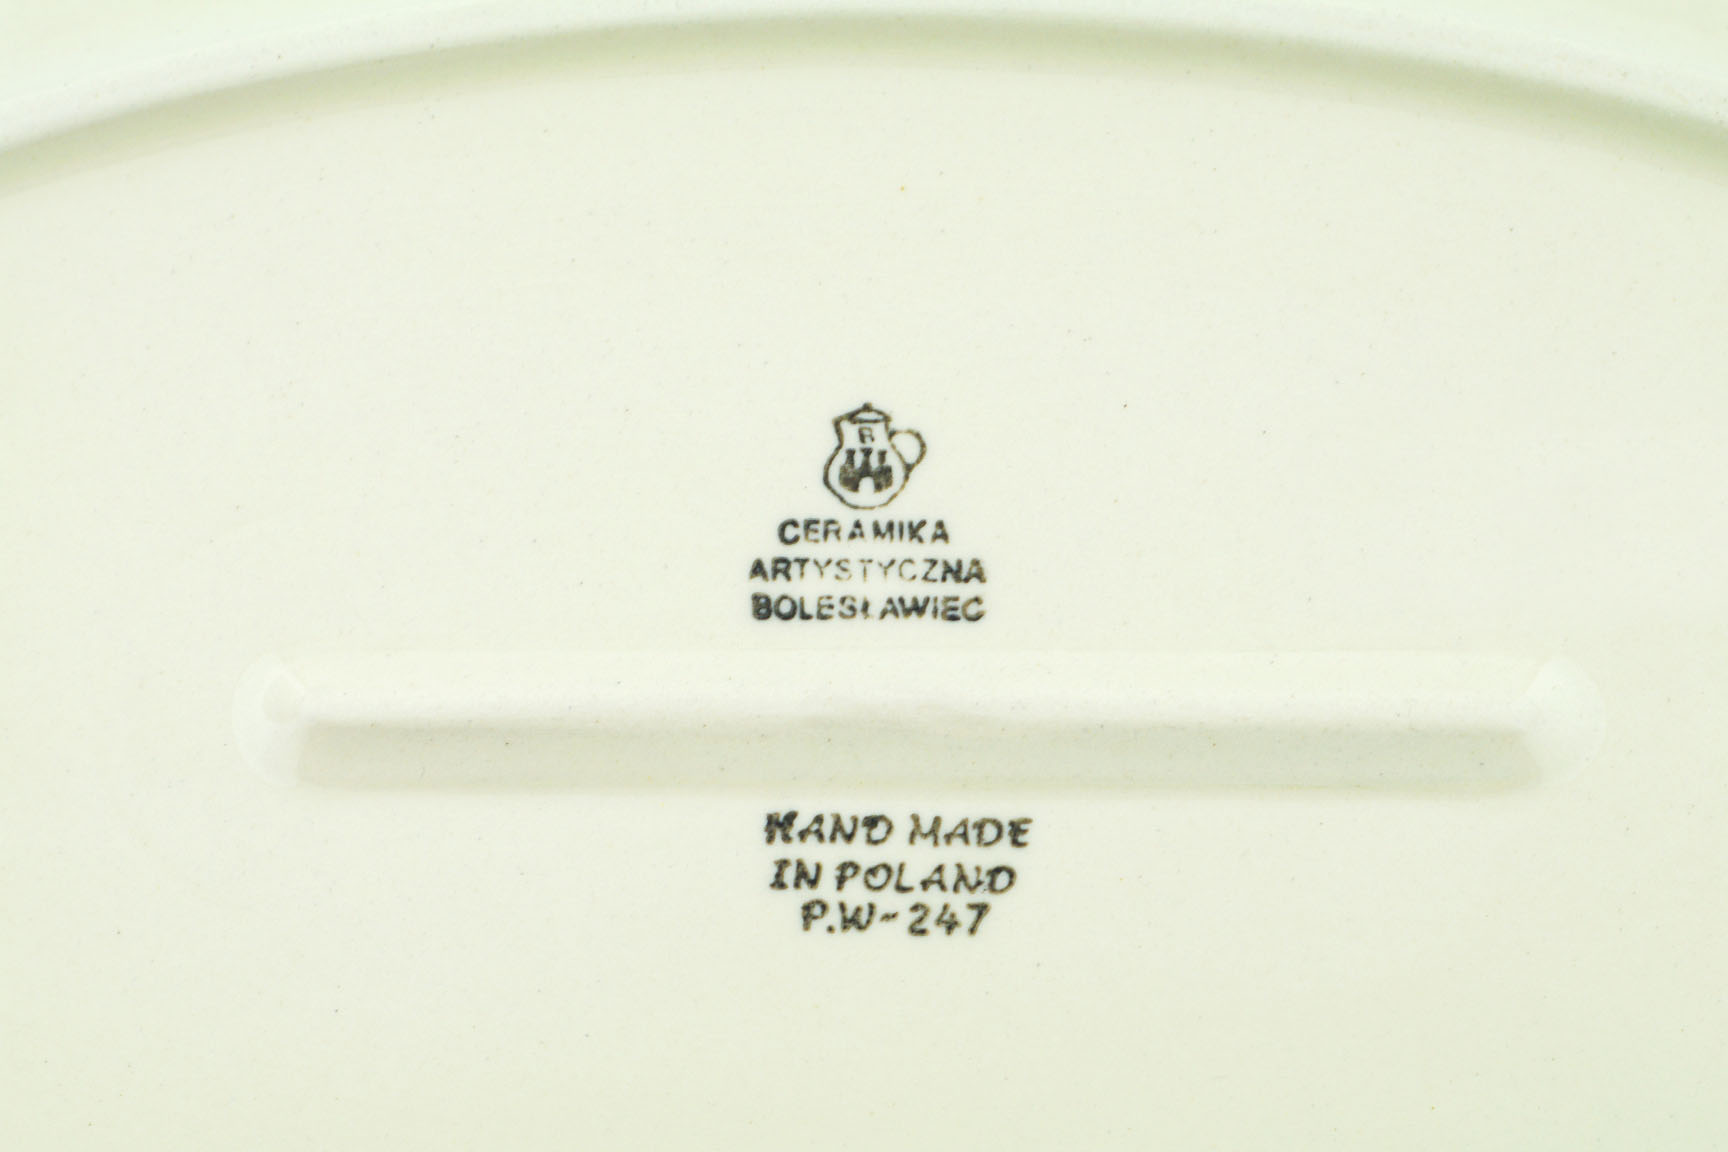 B
CERAMIKA
ARTYSTYCZNA
BOLESŁAWIEC
HAND MADE
IN POLAND
P.W-247